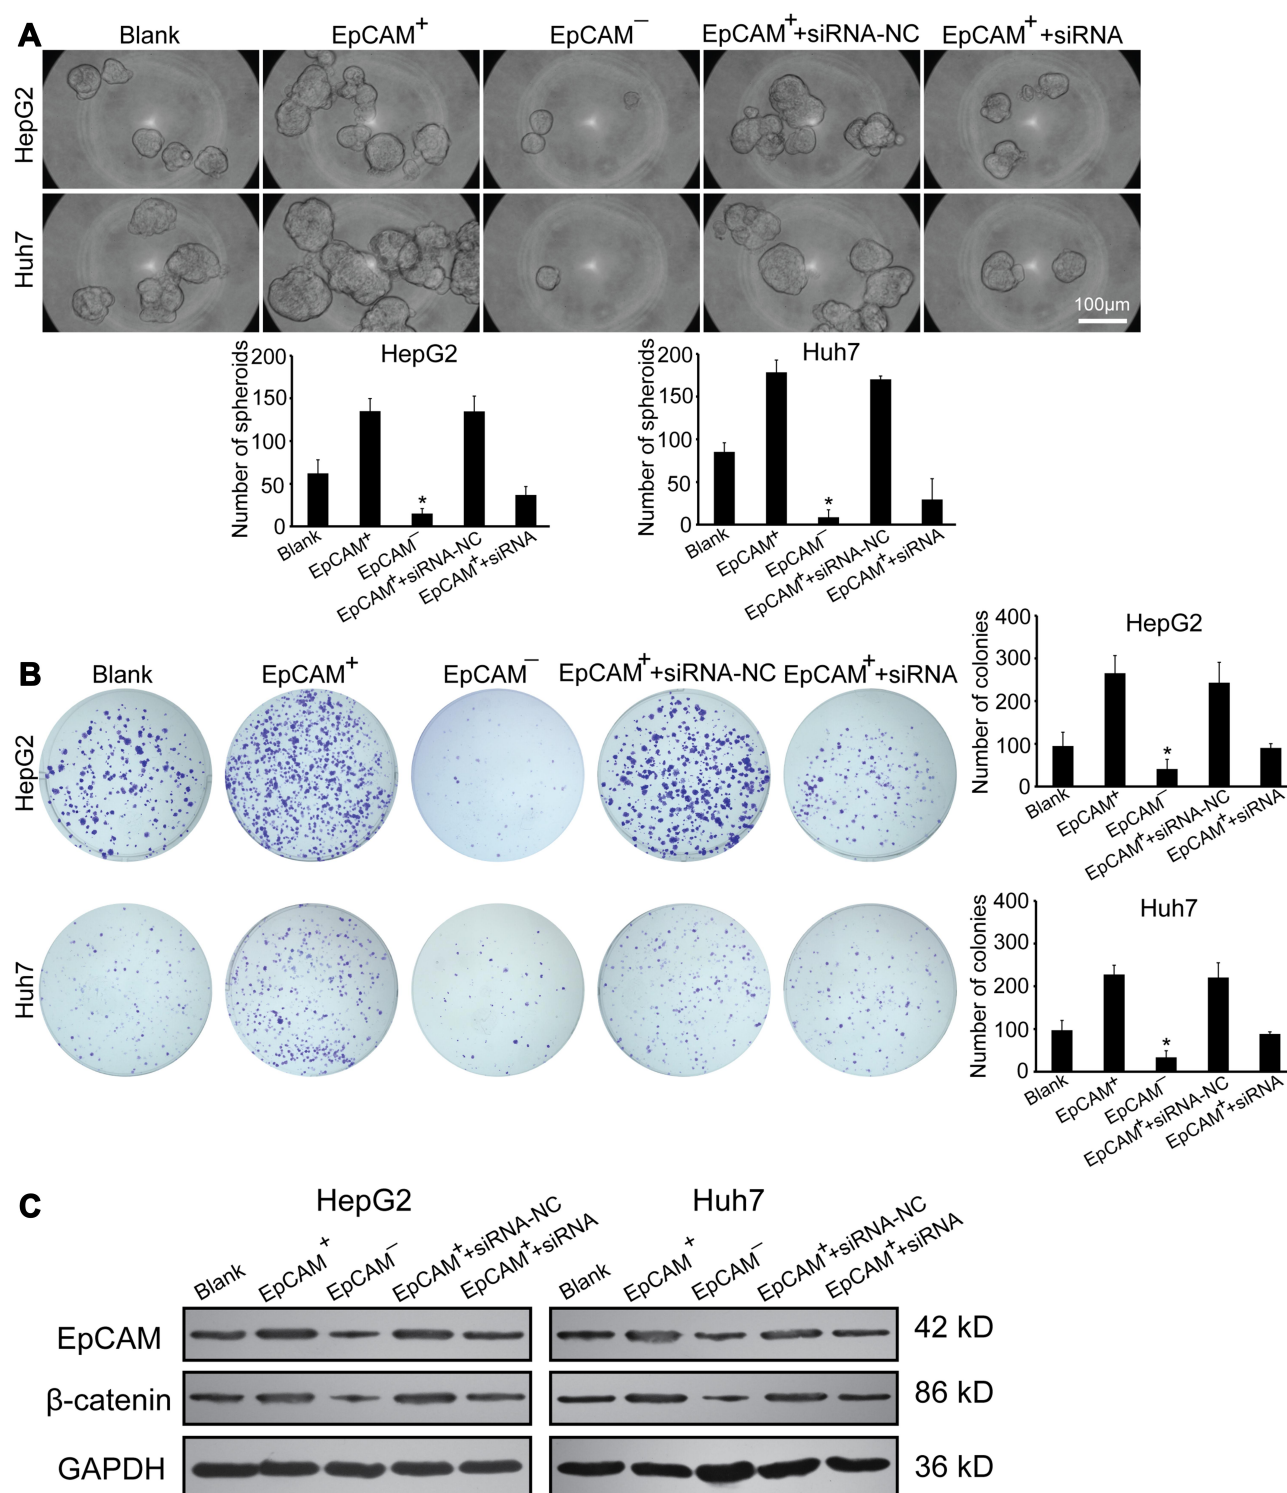 A
Blank EpCAM+ EpCAM− EpCAM+ +siRNA-NC EpCAM+ +siRNA
HepG2
Huh7
100μm
HepG2
Number of spheroids
200
150
100
50
0
Blank EpCAM+ EpCAM− EpCAM+ +siRNA-NC EpCAM+ +siRNA
*
Huh7
Number of spheroids
200
150
100
50
0
Blank EpCAM+ EpCAM− EpCAM+ +siRNA-NC EpCAM+ +siRNA
*
B
Blank EpCAM+ EpCAM− EpCAM+ +siRNA-NC EpCAM+ +siRNA
HepG2
Huh7
HepG2
Number of colonies
400
300
200
100
0
*
Blank EpCAM+ EpCAM− EpCAM+ +siRNA-NC EpCAM+ +siRNA
Huh7
Number of colonies
400
300
200
100
0
*
Blank EpCAM+ EpCAM− EpCAM+ +siRNA-NC EpCAM+ +siRNA
C
HepG2 Huh7
Blank EpCAM+ EpCAM− EpCAM+ +siRNA-NC EpCAM+ +siRNA Blank EpCAM+ EpCAM− EpCAM+ +siRNA-NC EpCAM+ +siRNA
EpCAM 42 kD
β-catenin 86 kD
GAPDH 36 kD